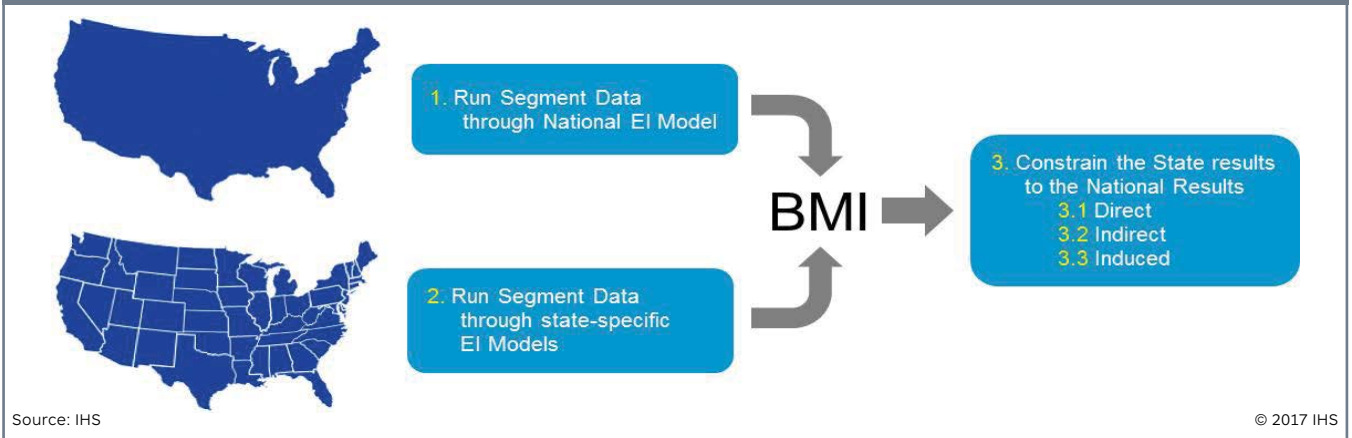 1. Run Segment Data
through National EI Model
BMI
3. Constrain the State results
to the National Results
3.1 Direct
3.2 Indirect
3.3 Induced
2. Run Segment Data
through state-specific
EI Models
Source: IHS
© 2017 IHS